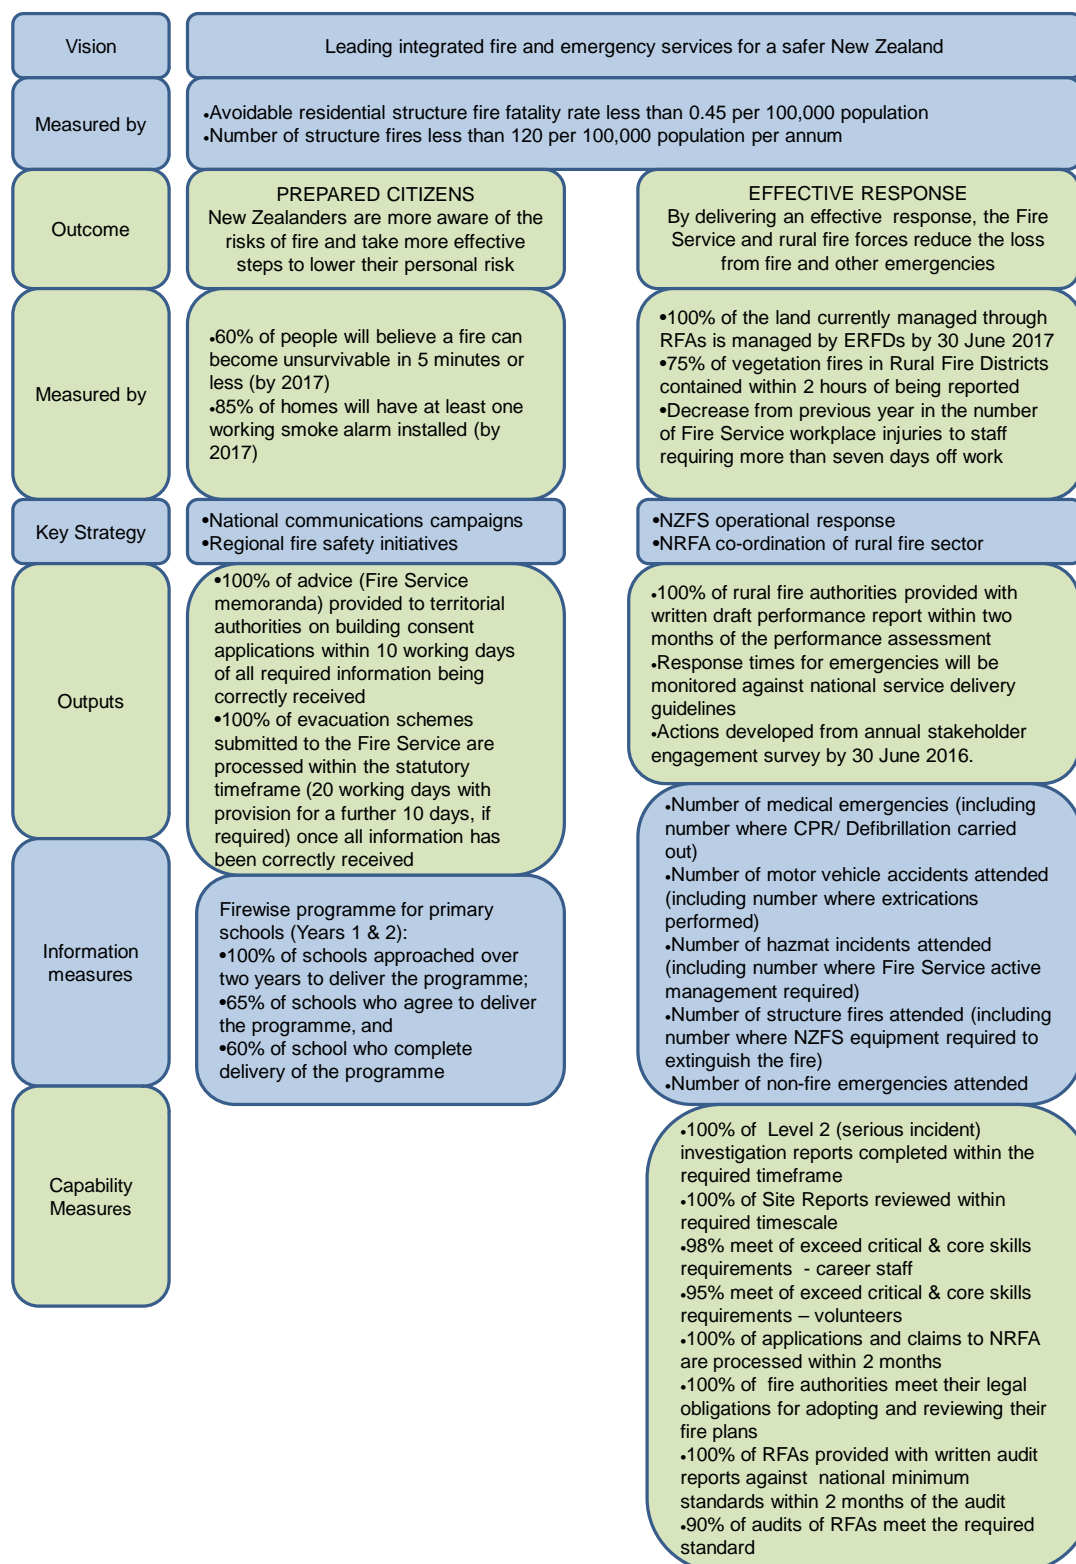 Vision
Leading integrated fire and emergency services for a safer New Zealand
Measured by
•Avoidable residential structure fire fatality rate less than 0.45 per 100,000 population
•Number of structure fires less than 120 per 100,000 population per annum
Outcome
PREPARED CITIZENS
New Zealanders are more aware of the
risks of fire and take more effective
steps to lower their personal risk
EFFECTIVE RESPONSE
By delivering an effective response, the Fire
Service and rural fire forces reduce the loss
from fire and other emergencies
Measured by
•60% of people will believe a fire can
become unsurvivable in 5 minutes or
less (by 2017)
•85% of homes will have at least one
working smoke alarm installed (by
2017)
•100% of the land currently managed through
RFAs is managed by ERFDs by 30 June 2017
•75% of vegetation fires in Rural Fire Districts
contained within 2 hours of being reported
•Decrease from previous year in the number
of Fire Service workplace injuries to staff
requiring more than seven days off work
Key Strategy
•National communications campaigns
•Regional fire safety initiatives
•NZFS operational response
•NRFA co-ordination of rural fire sector
Outputs
•100% of advice (Fire Service
memoranda) provided to territorial
authorities on building consent
applications within 10 working days
of all required information being
correctly received
•100% of evacuation schemes
submitted to the Fire Service are
processed within the statutory
timeframe (20 working days with
provision for a further 10 days, if
required) once all information has
been correctly received
•100% of rural fire authorities provided with
written draft performance report within two
months of the performance assessment
•Response times for emergencies will be
monitored against national service delivery
guidelines
•Actions developed from annual stakeholder
engagement survey by 30 June 2016.
Information
measures
Firewise programme for primary
schools (Years 1 & 2):
•100% of schools approached over
two years to deliver the programme;
•65% of schools who agree to deliver
the programme, and
•60% of school who complete
delivery of the programme
•Number of medical emergencies (including
number where CPR/ Defibrillation carried
out)
•Number of motor vehicle accidents attended
(including number where extrications
performed)
•Number of hazmat incidents attended
(including number where Fire Service active
management required)
•Number of structure fires attended (including
number where NZFS equipment required to
extinguish the fire)
•Number of non-fire emergencies attended
Capability
Measures
•100% of Level 2 (serious incident)
investigation reports completed within the
required timeframe
•100% of Site Reports reviewed within
required timescale
•98% meet of exceed critical & core skills
requirements - career staff
•95% meet of exceed critical & core skills
requirements – volunteers
•100% of applications and claims to NRFA
are processed within 2 months
•100% of fire authorities meet their legal
obligations for adopting and reviewing their
fire plans
•100% of RFAs provided with written audit
reports against national minimum
standards within 2 months of the audit
•90% of audits of RFAs meet the required
standard